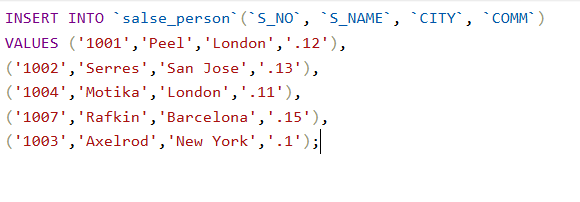 INSERT INTO `salse_person`(`S_NO`, `S_NAME`, `CITY`, `COMM`)
VALUES ('1001','Peel','London','.12'),
('1002','Serres','San Jose','.13'),
('1004','Motika','London','.11'),
('1007','Rafkin','Barcelona','.15'),
('1003','Axelrod','New York','.1');